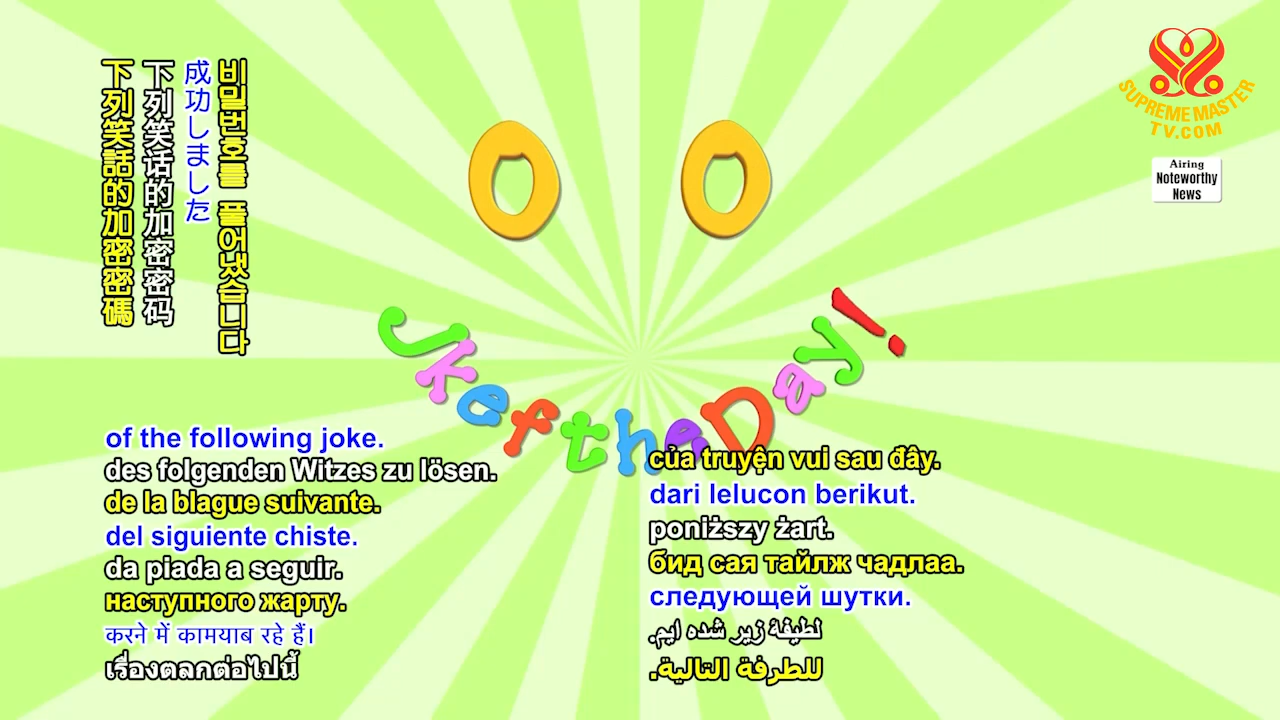 비밀번호를 풀어냈습니다
成功しました
下列笑话的加密密码
下列笑話的加密密碼
SUPREME MASTER
TV.COM
Airing
Noteworthy
News
O O
JkeftheDay!
of the following joke.
des folgenden Witzes zu lösen.
de la blague suivante.
del siguiente chiste.
da piada a seguir.
наступного жарту.
करने में कामयाब रहे हैं।
เรื่องตลกต่อไปนี้
của truyện vui sau đây.
dari lelucon berikut.
poniższy żart.
бид сая тайлж чадлаа.
следующей шутки.
لطیفهٔ زیر شده ایم.
للطرفة التالية.